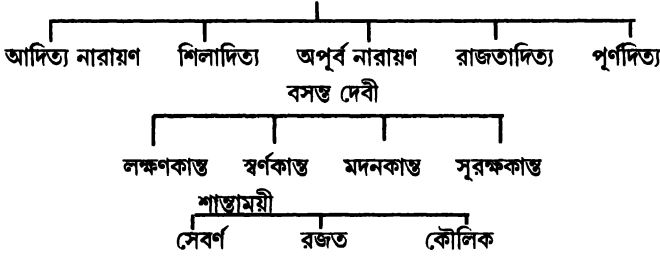 আদিত্য নারায়ণ শিলাদিত্য অপূর্ব নারায়ণ রাজতাদিত্য পূর্ণদিত্য
বসন্ত দেবী
লক্ষণকান্ত স্বর্ণকান্ত মদনকান্ত সূরক্ষকান্ত
শান্তাময়ী
সেবর্ণ রজত কৌলিক